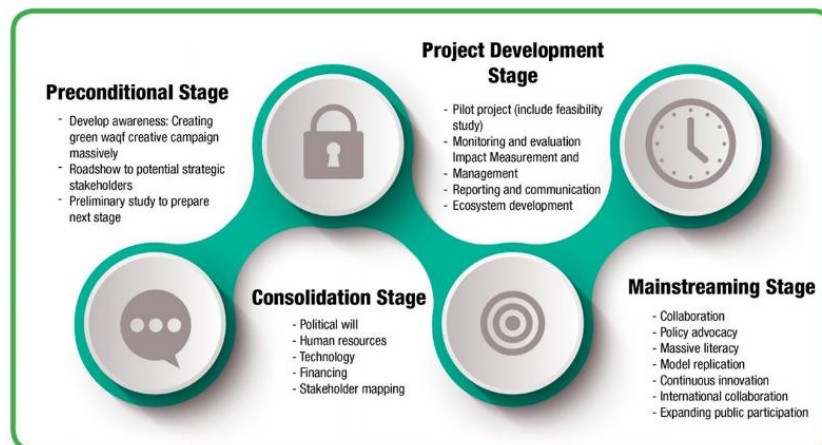 Preconditional Stage
- Develop awareness: Creating
green waqf creative campaign
massively
- Roadshow to potential strategic
stakeholders
- Preliminary study to prepare
next stage
Consolidation Stage
- Political will
- Human resources
- Technology
- Financing
- Stakeholder mapping
Project Development
Stage
- Pilot project (include feasibility
study)
- Monitoring and evaluation
Impact Measurement and
- Management
- Reporting and communication
- Ecosystem development
Mainstreaming Stage
- Collaboration
- Policy advocacy
- Massive literacy
- Model replication
- Continuous innovation
- International collaboration
- Expanding public participation